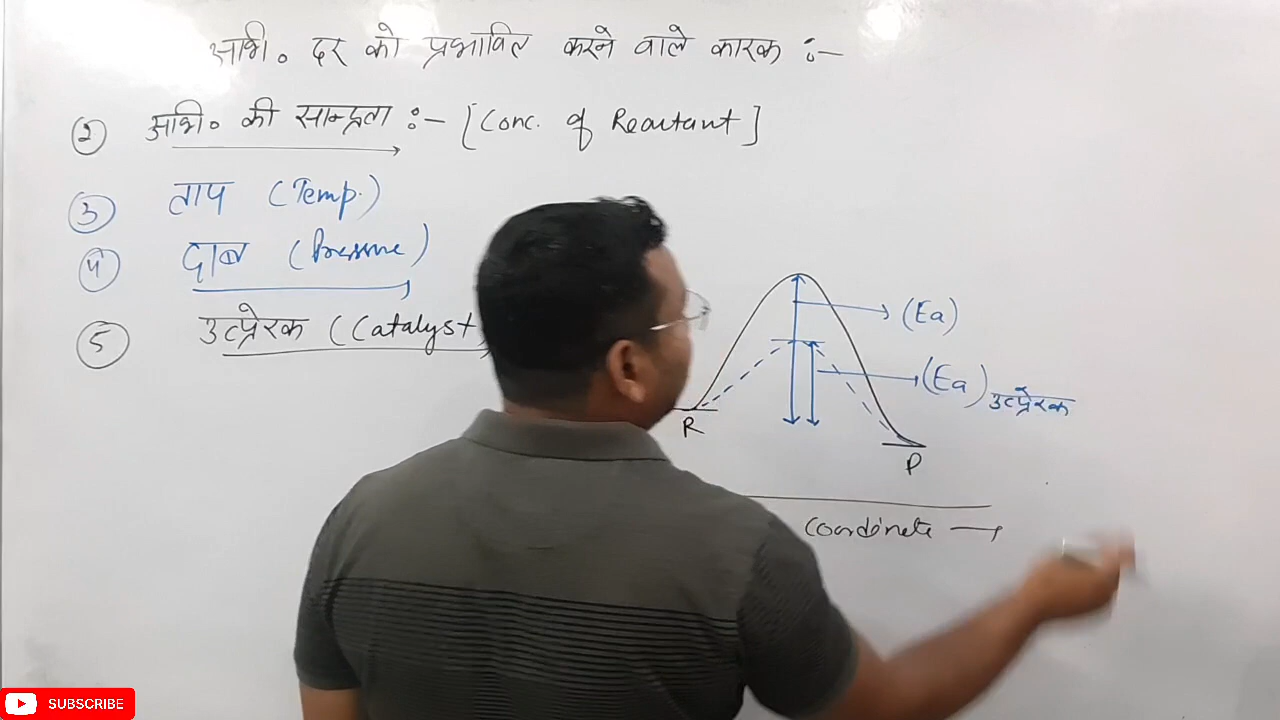 अभि. दर को प्रभावित करने वाले कारक :-
② अभि. की सान्द्रता :- [Conc. of Reactant]
③ ताप (Temp.)
④ दाब (Pressure)
⑤ उत्प्रेरक (Catalyst
(Ea)
(Ea) उत्प्रेरक
R
P
Coordinate →
SUBSCRIBE